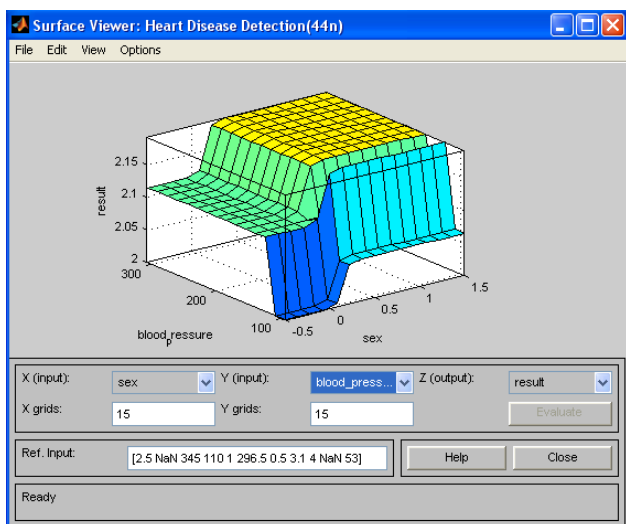 Surface Viewer: Heart Disease Detection(44n)
File Edit View Options
2.15
2.1
2.05
2
result
300
200
100
blood_pressure
-0.5
0
0.5
1
1.5
sex
X (input): sex Y (input): blood_press... Z (output): result
X grids: 15 Y grids: 15 Evaluate
Ref. Input: [2.5 NaN 345 110 1 296.5 0.5 3.1 4 NaN 53] Help Close
Ready